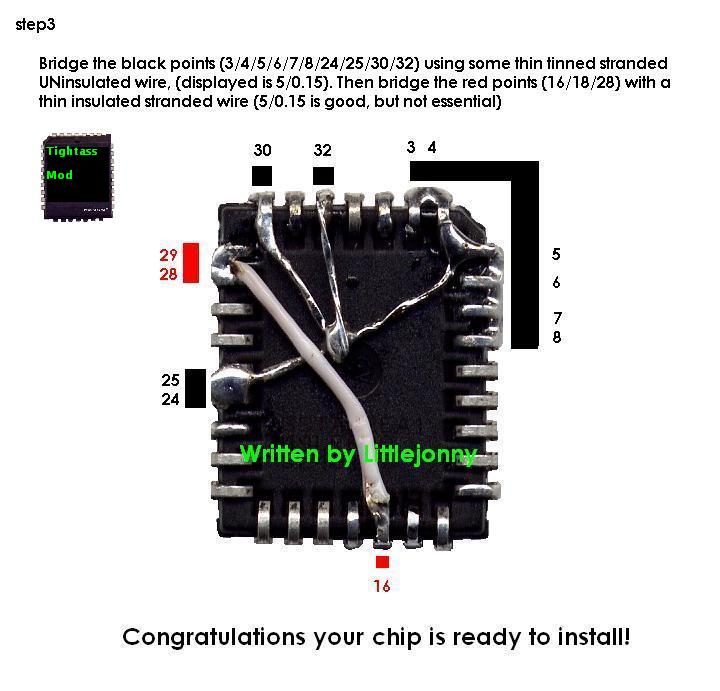 step3
Bridge the black points (3/4/5/6/7/8/24/25/30/32) using some thin tinned stranded
UNinsulated wire, (displayed is 5/0.15). Then bridge the red points (16/18/28) with a
thin insulated stranded wire (5/0.15 is good, but not essential)
Tightass
Mod
30 32 3 4
29
28
5
6
7
8
25
24
Written by Littlejonny
16
Congratulations your chip is ready to install!